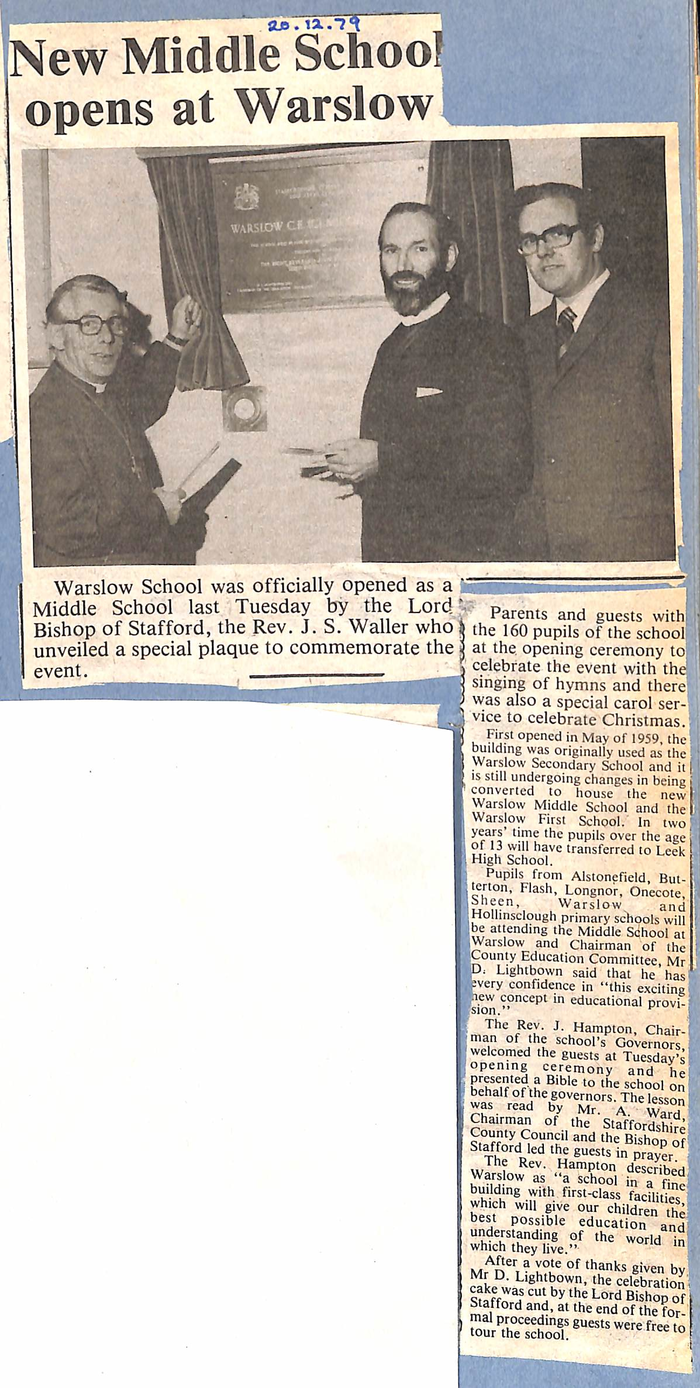 20.12.79
New Middle School
opens at Warslow
WARSLOW C.E.
Warslow School was officially opened as a
Middle School last Tuesday by the Lord
Bishop of Stafford, the Rev. J. S. Waller who
unveiled a special plaque to commemorate the
event.
Parents and guests with
the 160 pupils of the school
at the opening ceremony to
celebrate the event with the
singing of hymns and there
was also a special carol ser-
vice to celebrate Christmas.
First opened in May of 1959, the
building was originally used as the
Warslow Secondary School and it
is still undergoing changes in being
converted to house the new
Warslow Middle School and the
Warslow First School. In two
years' time the pupils over the age
of 13 will have transferred to Leek
High School.
Pupils from Alstonefield, But-
terton, Flash, Longnor, Onecote,
Sheen, Warslow and
Hollinsclough primary schools will
be attending the Middle School at
Warslow and Chairman of the
County Education Committee, Mr
D. Lightbown said that he has
every confidence in "this exciting
new concept in educational provi-
sion."
The Rev. J. Hampton, Chair-
man of the school's Governors,
welcomed the guests at Tuesday's
opening ceremony and he
presented a Bible to the school on
behalf of the governors. The lesson
was read by Mr. A. Ward,
Chairman of the Staffordshire
County Council and the Bishop of
Stafford led the guests in prayer.
The Rev. Hampton described
Warslow as "a school in a fine
building with first-class facilities,
which will give our children the
best possible education and
understanding of the world in
which they live."
After a vote of thanks given by
Mr D. Lightbown, the celebration
cake was cut by the Lord Bishop of
Stafford and, at the end of the for-
mal proceedings guests were free to
tour the school.